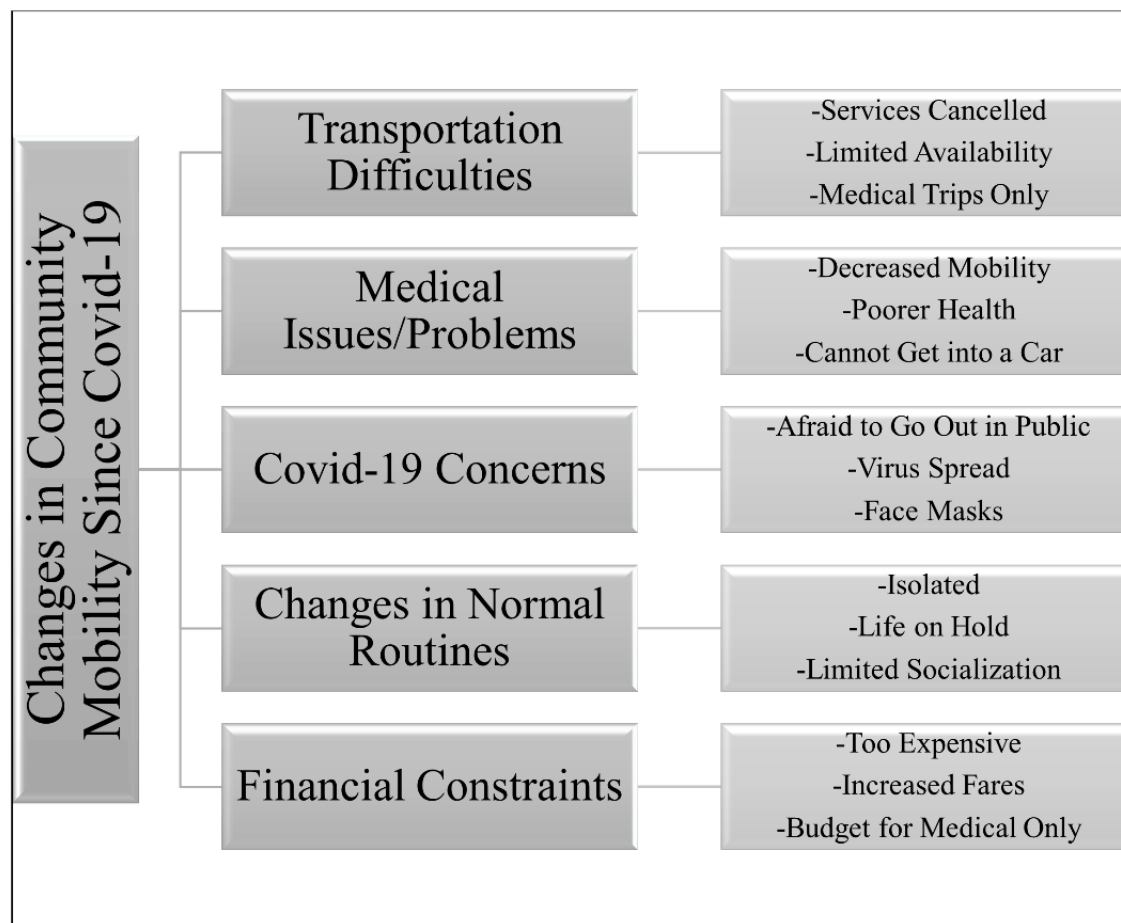 Changes in Community
Mobility Since Covid-19
Transportation
Difficulties
-Services Cancelled
-Limited Availability
-Medical Trips Only
Medical
Issues/Problems
-Decreased Mobility
-Poorer Health
-Cannot Get into a Car
Covid-19 Concerns
-Afraid to Go Out in Public
-Virus Spread
-Face Masks
Changes in Normal
Routines
-Isolated
-Life on Hold
-Limited Socialization
Financial Constraints
-Too Expensive
-Increased Fares
-Budget for Medical Only